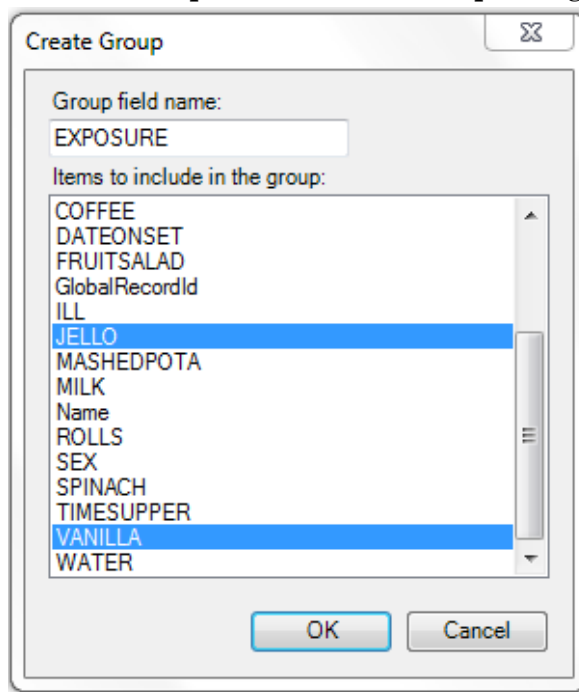 Create Group
Group field name:
EXPOSURE
Items to include in the group:
COFFEE
DATEONSET
FRUITSALAD
GlobalRecordId
ILL
JELLO
MASHEDPOTA
MILK
Name
ROLLS
SEX
SPINACH
TIMESUPPER
VANILLA
WATER
OK Cancel